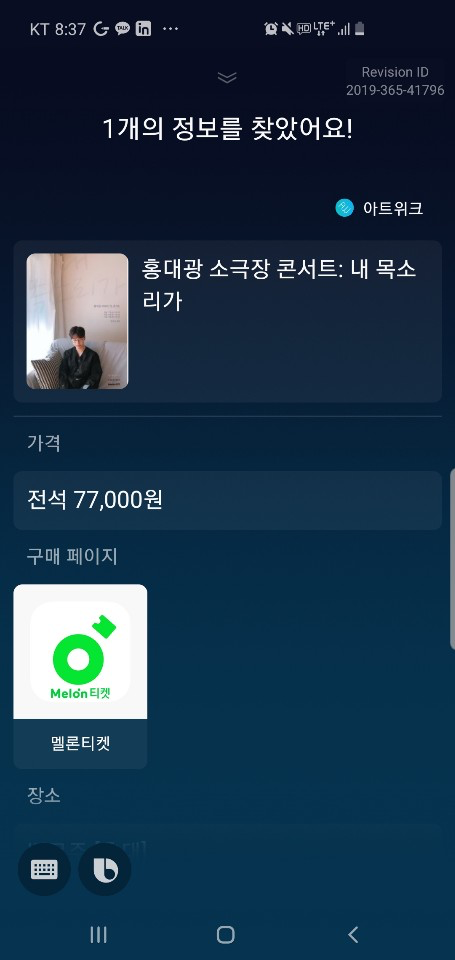 KT 8:37
Revision ID
2019-365-41796
1개의 정보를 찾았어요!
아트위크
홍대광 소극장 콘서트: 내 목소
리가
가격
전석 77,000원
구매 페이지
Melon티켓
멜론티켓
장소